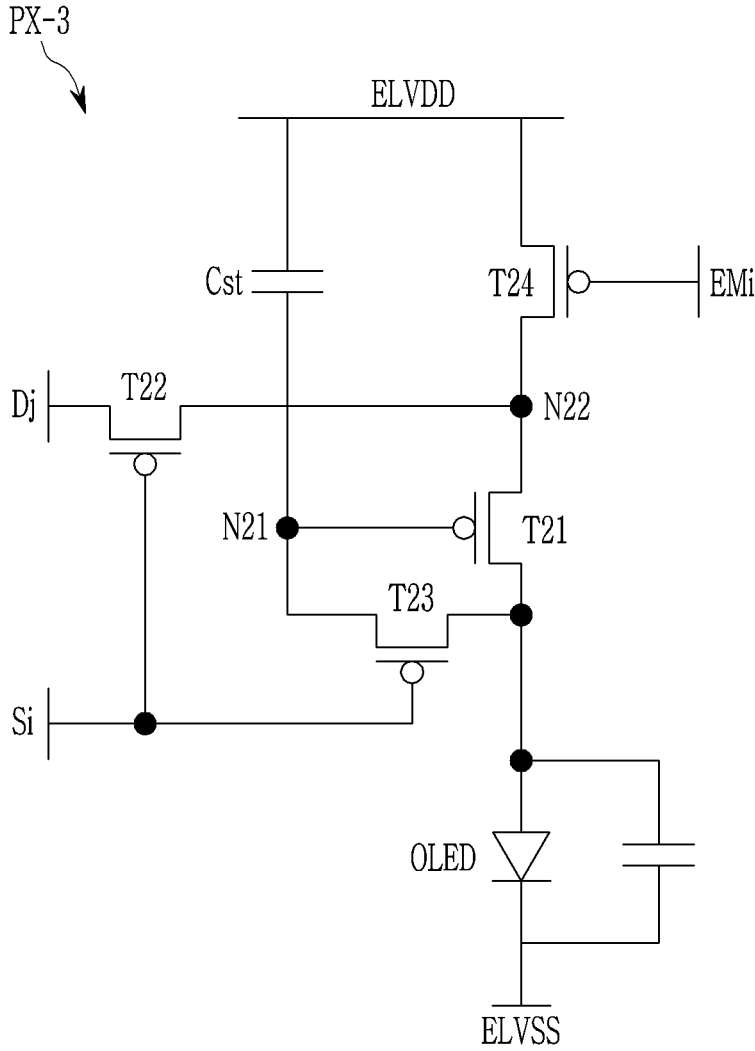 PX-3
ELVDD
Cst
T24
EMi
T22
Dj
N22
N21
T21
T23
Si
OLED
ELVSS